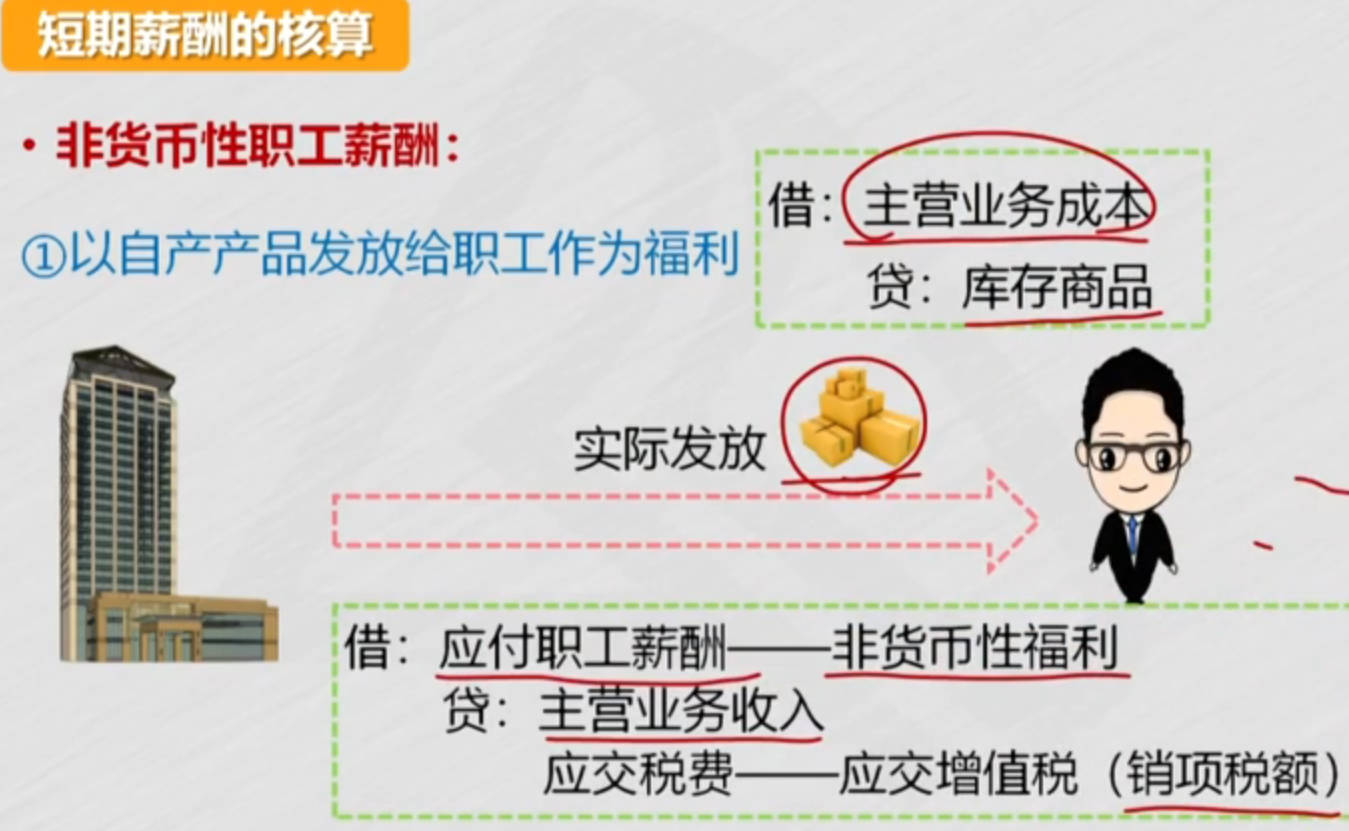 短期薪酬的核算
·非货币性职工薪酬：
①以自产产品发放给职工作为福利
借：主营业务成本
贷：库存商品
实际发放
借：应付职工薪酬——非货币性福利
贷：主营业务收入
应交税费——应交增值税（销项税额）